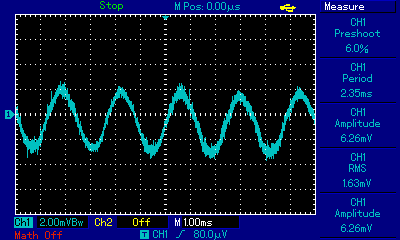 Stop M Pos: 0.00µs Measure
CH1
Preshoot
6.0%
CH1
Period
2.35ms
CH1
Amplitude
6.26mV
CH1
RMS
1.63mV
CH1
Amplitude
6.26mV
1
Ch1 2.00mVBw Ch2 Off M 1.00ms
Math Off T CH1 80.0µV